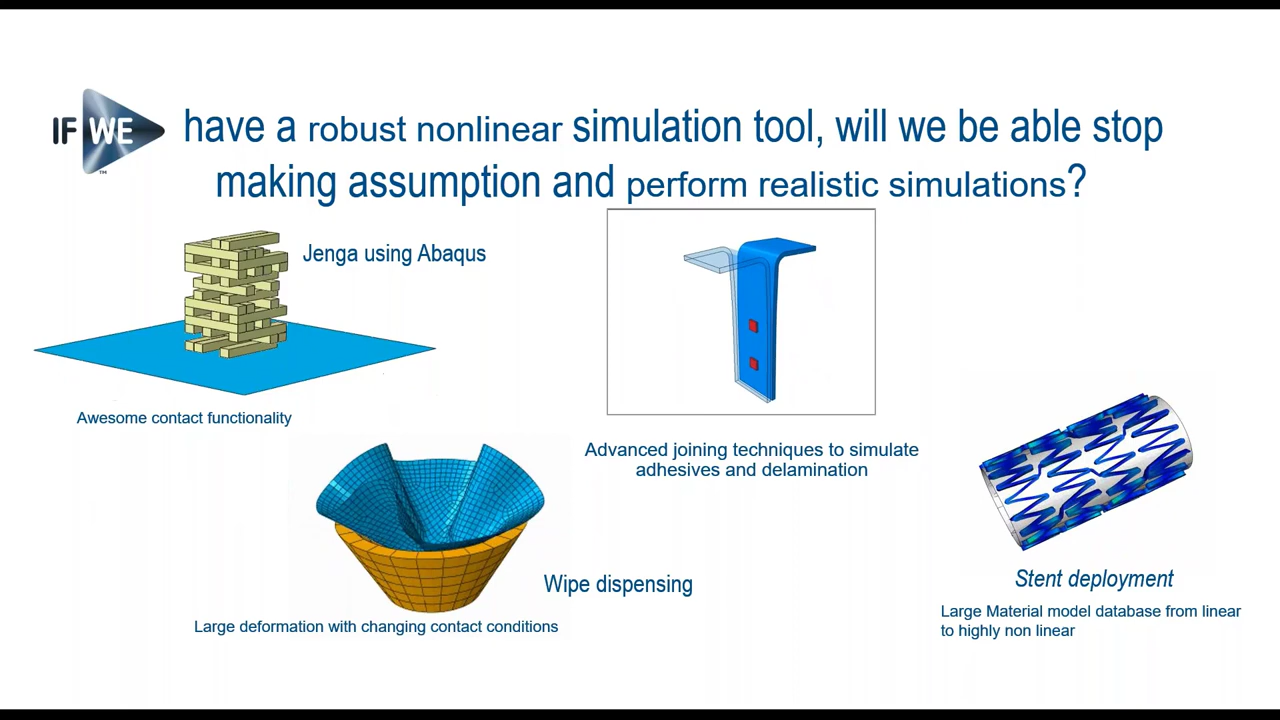 IF WE have a robust nonlinear simulation tool, will we be able stop
making assumption and perform realistic simulations?
TM
Jenga using Abaqus
Awesome contact functionality
Advanced joining techniques to simulate
adhesives and delamination
Wipe dispensing
Large deformation with changing contact conditions
Stent deployment
Large Material model database from linear
to highly non linear